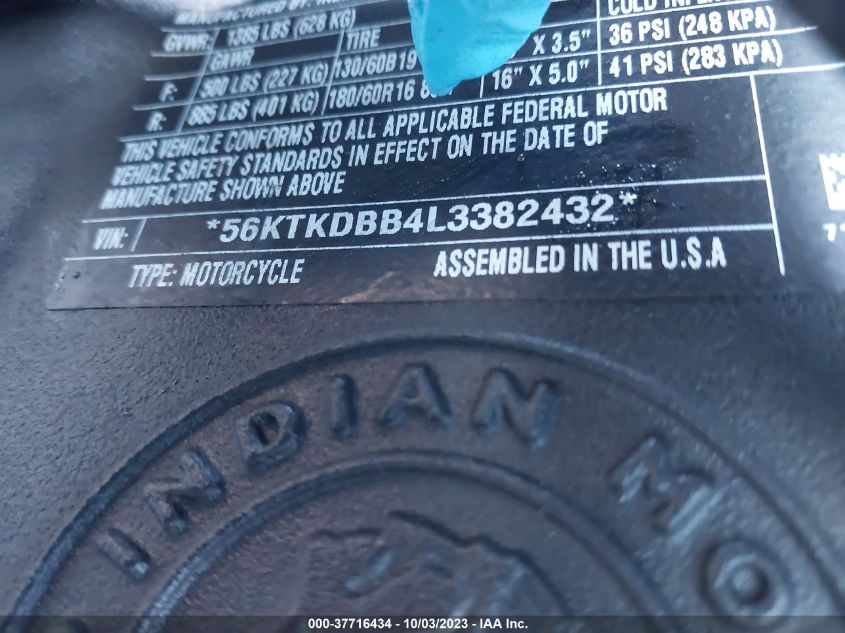 COLD INFL
GVWR: 1385 LBS (628 KG)
GAWR TIRE X 3.5" 36 PSI (248 KPA)
F: 500 LBS (227 KG) 130/60B19 16" X 5.0" 41 PSI (283 KPA)
R: 885 LBS (401 KG) 180/60R16
THIS VEHICLE CONFORMS TO ALL APPLICABLE FEDERAL MOTOR
VEHICLE SAFETY STANDARDS IN EFFECT ON THE DATE OF
MANUFACTURE SHOWN ABOVE
VIN: *56KTKDBB4L3382432*
TYPE: MOTORCYCLE ASSEMBLED IN THE U.S.A
INDIAN MO
000-37716434 - 10/03/2023 - IAA Inc.